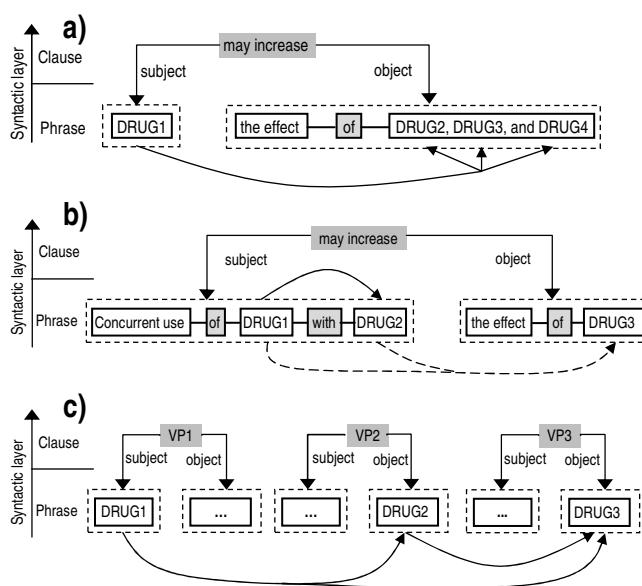 a)
Syntactic layer
Clause
Phrase
may increase
subject
object
DRUG1
the effect of DRUG2, DRUG3, and DRUG4
b)
Syntactic layer
Clause
Phrase
may increase
subject
object
Concurrent use of DRUG1 with DRUG2
the effect of DRUG3
c)
Syntactic layer
Clause
Phrase
VP1 VP2 VP3
subject object subject object subject object
DRUG1 ... ... DRUG2 ... DRUG3